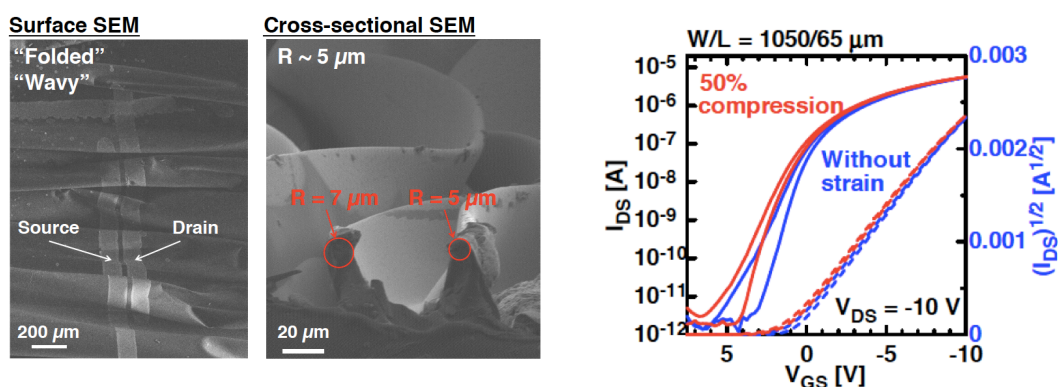 Surface SEM
“Folded”
“Wavy”
Source
Drain
200 µm
Cross-sectional SEM
R ~ 5 µm
R = 7 µm
R = 5 µm
20 µm
W/L = 1050/65 µm
50%
compression
Without
strain
V_DS = -10 V
I_DS [A]
10^-5
10^-6
10^-7
10^-8
10^-9
10^-10
10^-11
10^-12
5
0
-5
-10
V_GS [V]
0.003
0.002
0.001
0
(I_DS)^1/2 [A^1/2]